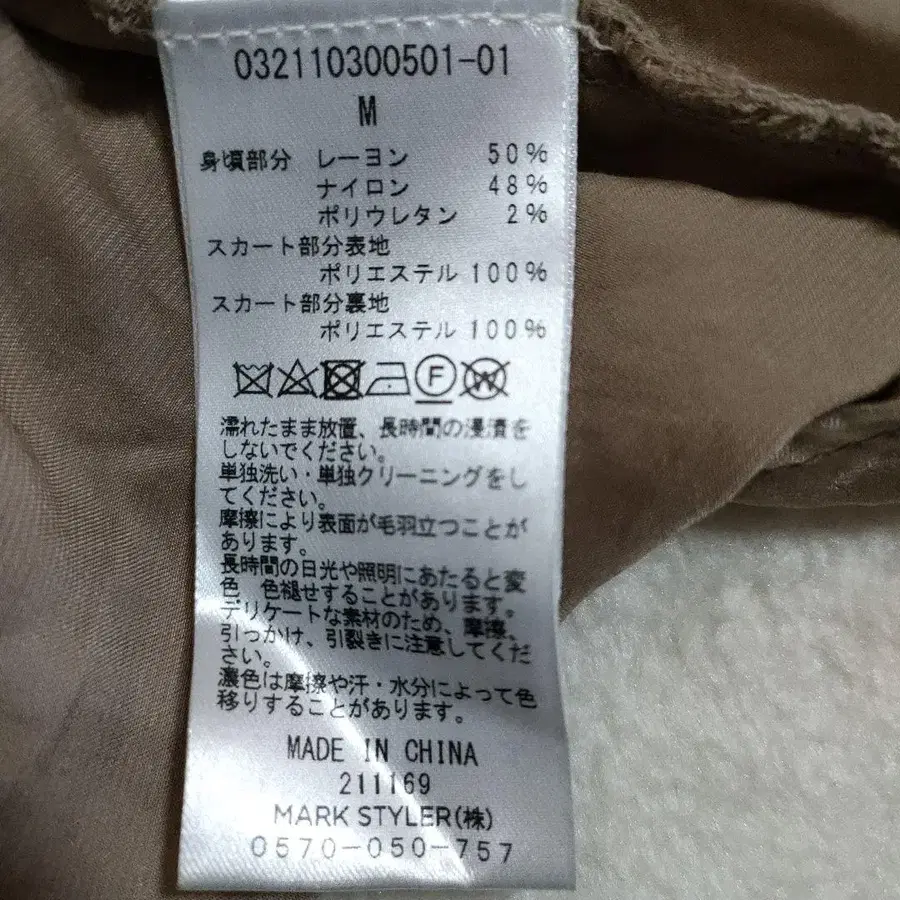 032110300501-01
M
身頃部分 レーヨン 50%
ナイロン 48%
ポリウレタン 2%
スカート部分表地
ポリエステル 100%
スカート部分裏地
ポリエステル 100%
F W
濡れたまま放置、長時間の浸漬を
しないでください。
単独洗い・単独クリーニングをし
てください。
摩擦により表面が毛羽立つことが
あります。
長時間の日光や照明にあたると変
色 色褪せすることがあります。
デリケートな素材のため、摩擦、
引っかけ、引裂きに注意してくだ
さい。
濃色は摩擦や汗・水分によって色
移りすることがあります。
MADE IN CHINA
211169
MARK STYLER(株)
0570-050-757